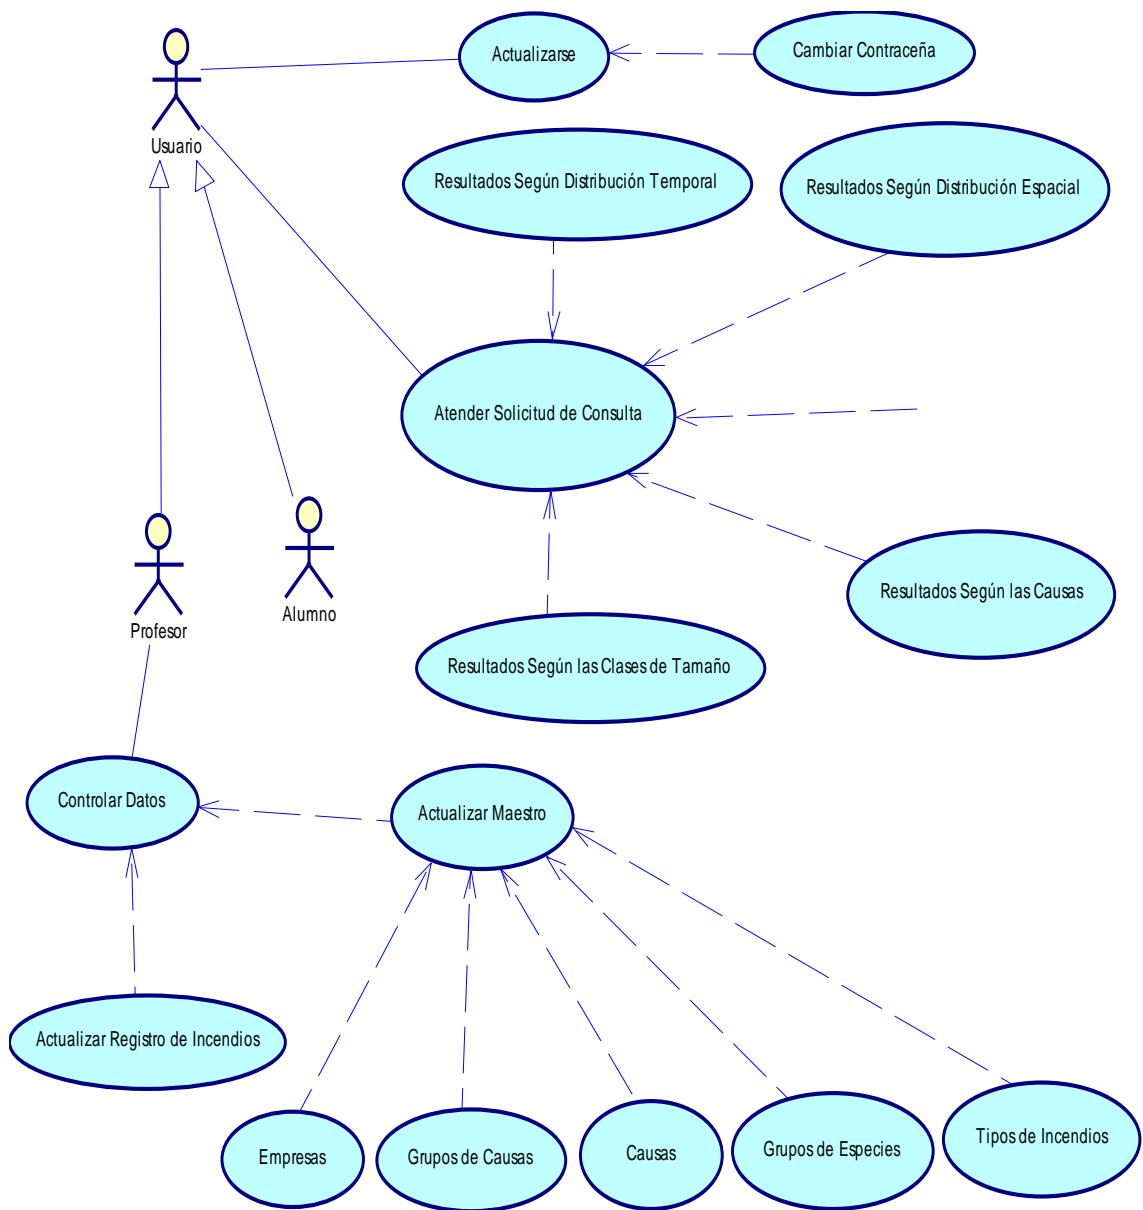 Actualizarse
Cambiar Contraceña
Usuario
Resultados Según Distribución Temporal
Resultados Según Distribución Espacial
Atender Solicitud de Consulta
Resultados Según las Causas
Alumno
Profesor
Resultados Según las Clases de Tamaño
Controlar Datos
Actualizar Maestro
Actualizar Registro de Incendios
Empresas
Grupos de Causas
Causas
Grupos de Especies
Tipos de Incendios